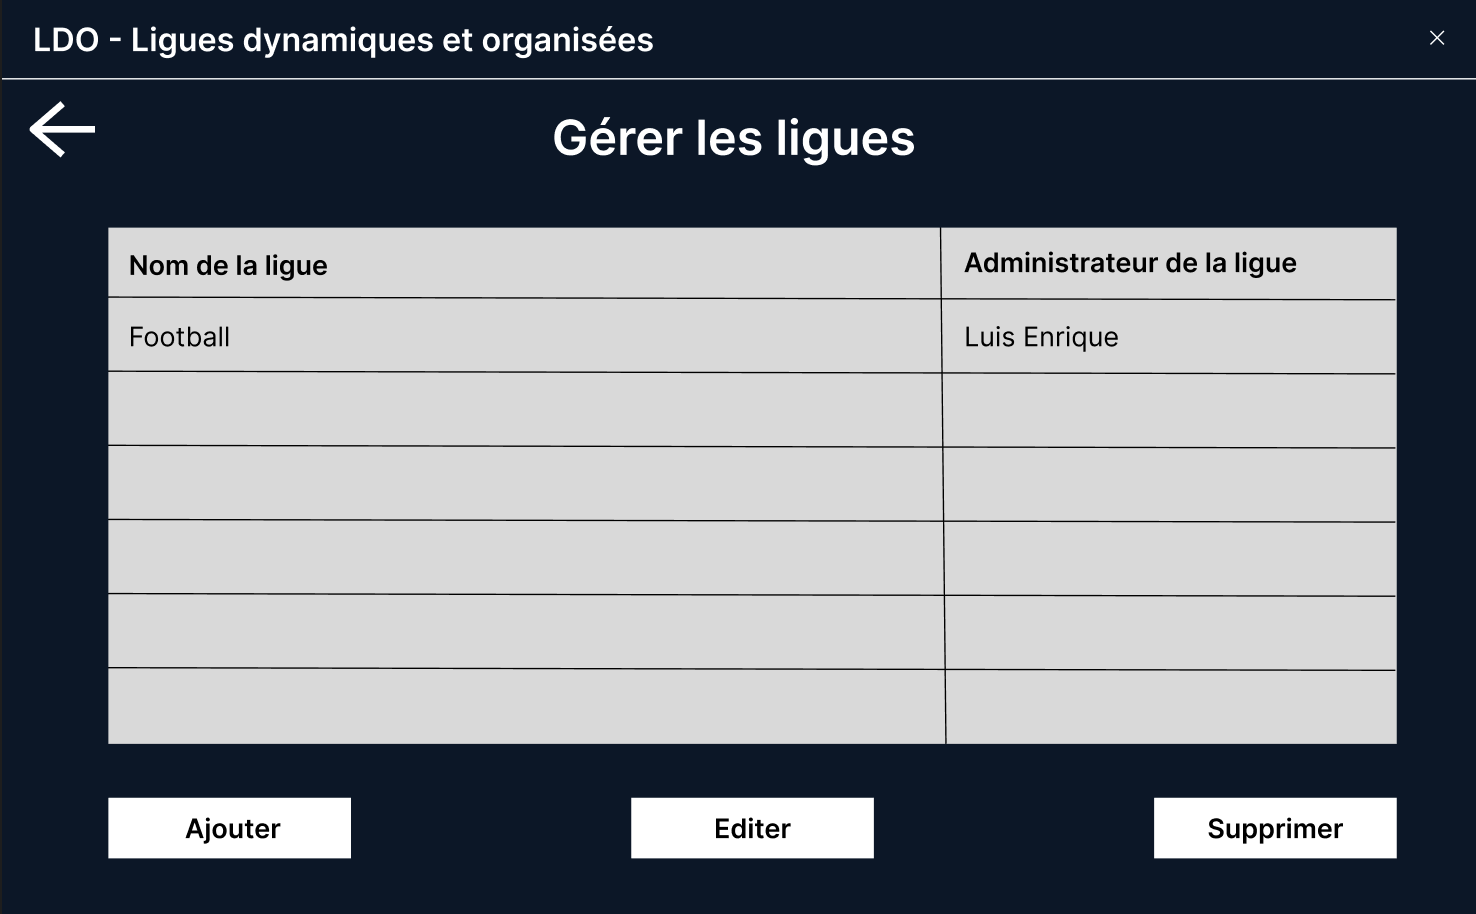 LDO - Ligues dynamiques et organisées
Gérer les ligues
Nom de la ligue
Administrateur de la ligue
Football
Luis Enrique
Ajouter
Editer
Supprimer